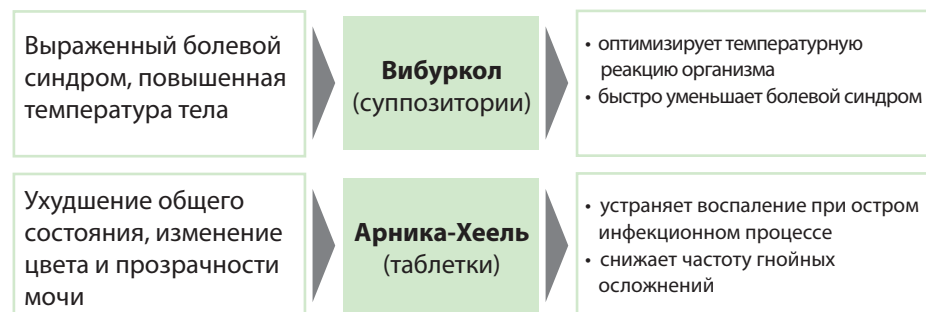 Выраженный болевой
синдром, повышенная
температура тела
Вибуркол
(суппозитории)
• оптимизирует температурную
реакцию организма
• быстро уменьшает болевой синдром
Ухудшение общего
состояния, изменение
цвета и прозрачности
мочи
Арника-Хеель
(таблетки)
• устраняет воспаление при остром
инфекционном процессе
• снижает частоту гнойных
осложнений